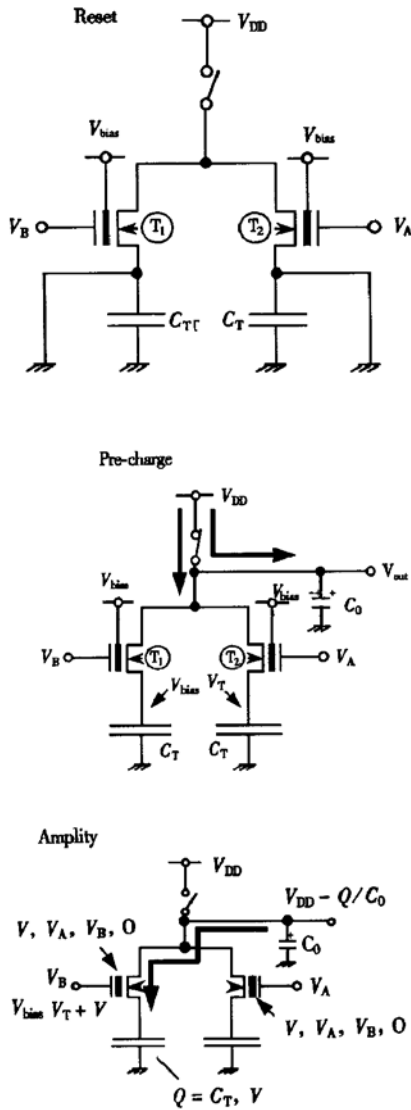 Reset
V_DD
V_bias V_bias
V_B T_1 T_2 V_A
C_T C_T
Pre-charge
V_DD
V_out
V_bias V_bias C_0
V_B T_1 T_2 V_A
V_bias V_T
C_T C_T
Amplity
V_DD
V_DD − Q/C_0
V, V_A, V_B, O
C_0
V_B V_A
V_bias V_T + V
V, V_A, V_B, O
Q = C_T, V